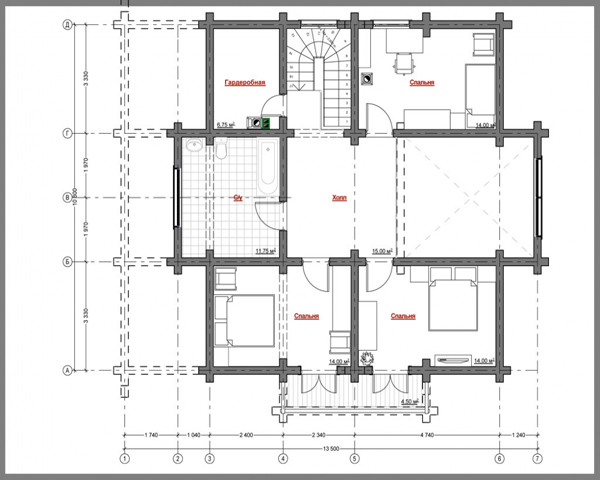 Д
Г
В
Б
А
3 330
1 970
1 970
3 330
10 600
Гардеробная
6.75 м²
Спальня
14.00 м²
С/у
11.75 м²
Холл
15.00 м²
Спальня
14.00 м²
Спальня
14.00 м²
4.50 м²
1 740
1 040
2 400
2 340
4 740
1 240
13 500
1
2
3
4
5
6
7